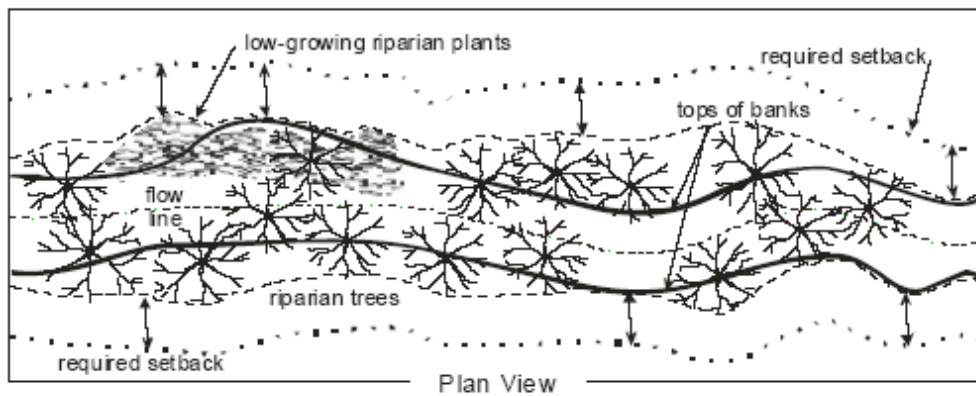 low-growing riparian plants
required setback
tops of banks
flow
line
riparian trees
required setback
Plan View